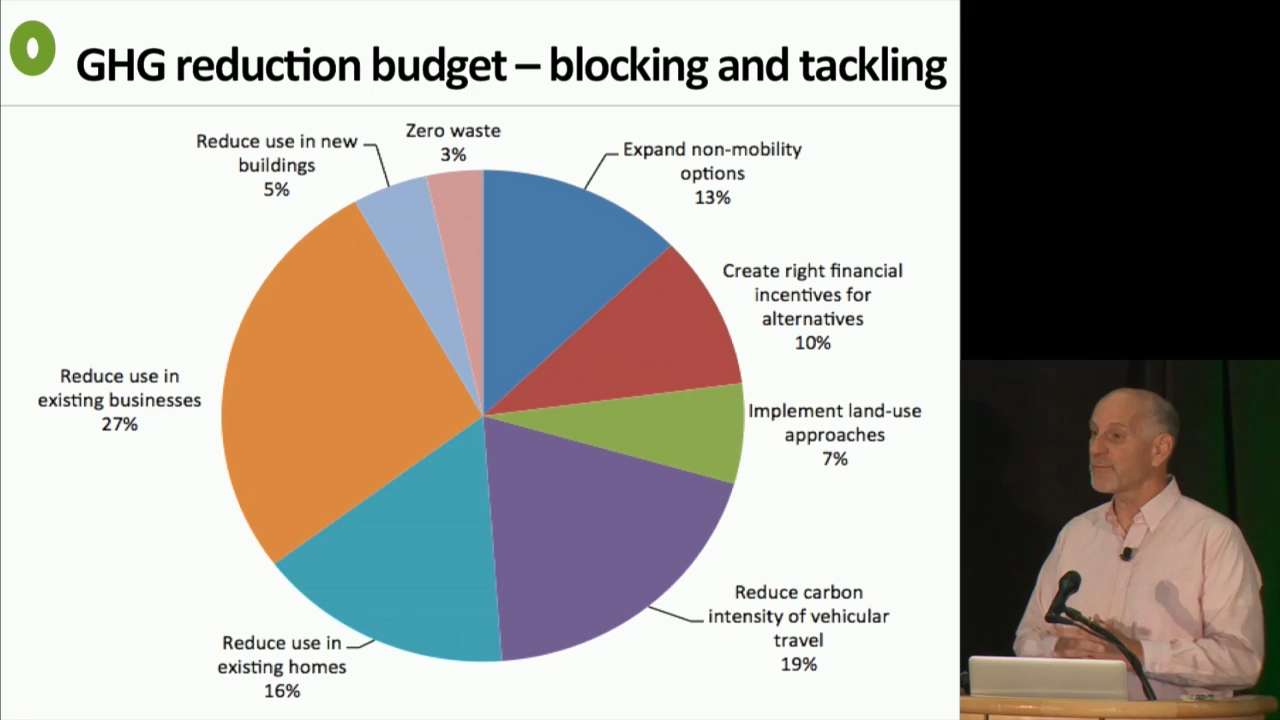 GHG reduction budget – blocking and tackling
Zero waste
3%
Reduce use in new
buildings
5%
Expand non-mobility
options
13%
Create right financial
incentives for
alternatives
10%
Implement land-use
approaches
7%
Reduce use in
existing businesses
27%
Reduce carbon
intensity of vehicular
travel
19%
Reduce use in
existing homes
16%